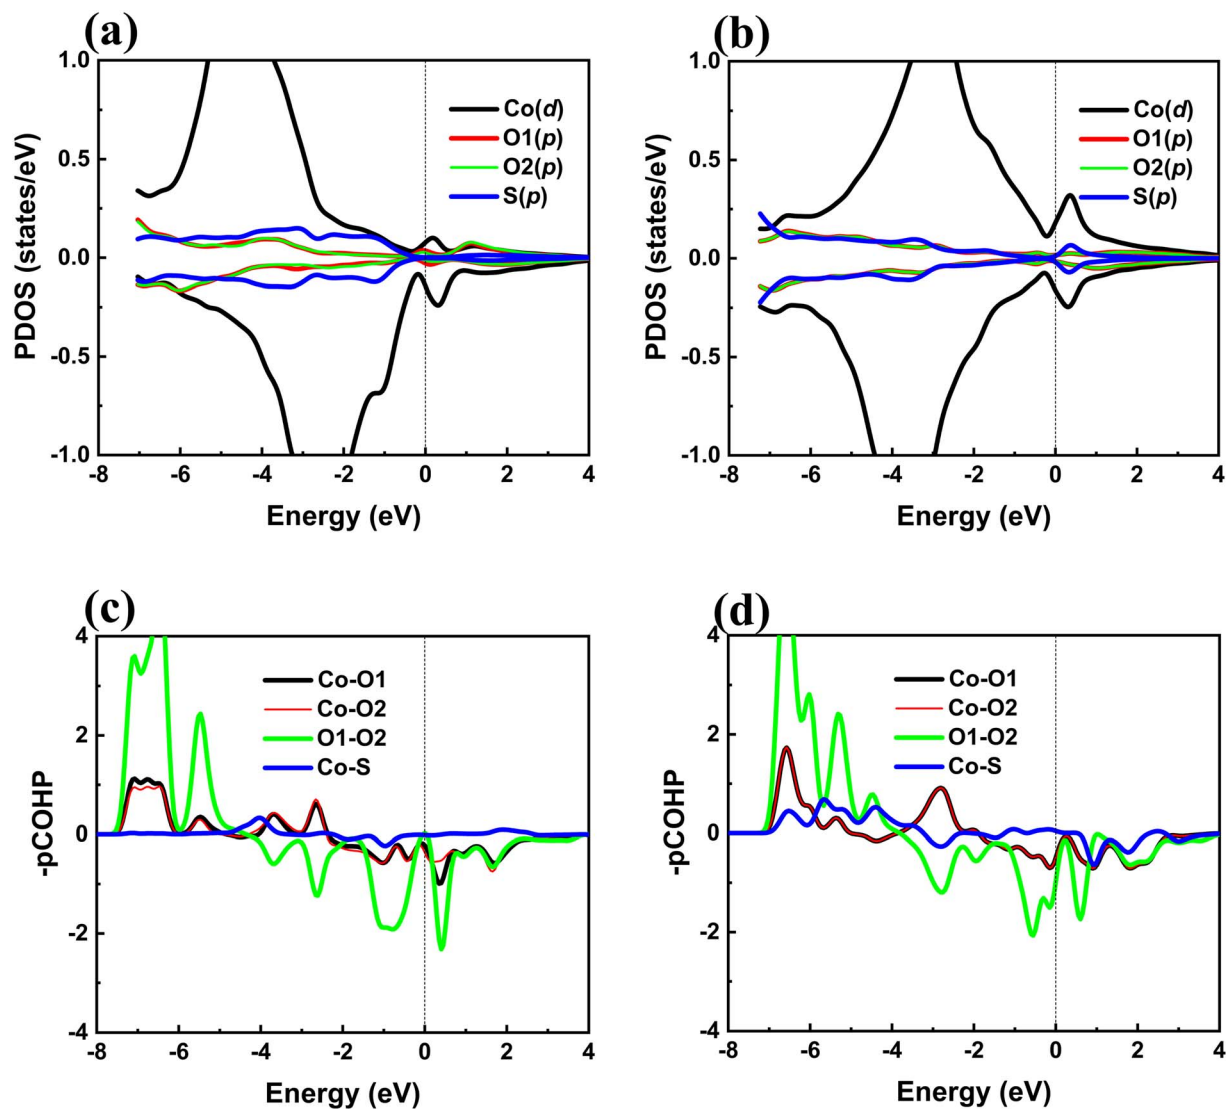 (a)
1.0
0.5
0.0
-0.5
-1.0
PDOS (states/eV)
Co(d)
O1(p)
O2(p)
S(p)
-8 -6 -4 -2 0 2 4
Energy (eV)
(b)
1.0
0.5
0.0
-0.5
-1.0
PDOS (states/eV)
Co(d)
O1(p)
O2(p)
S(p)
-8 -6 -4 -2 0 2 4
Energy (eV)
(c)
4
2
0
-2
-4
-pCOHP
Co-O1
Co-O2
O1-O2
Co-S
-8 -6 -4 -2 0 2 4
Energy (eV)
(d)
4
2
0
-2
-4
-pCOHP
Co-O1
Co-O2
O1-O2
Co-S
-8 -6 -4 -2 0 2 4
Energy (eV)